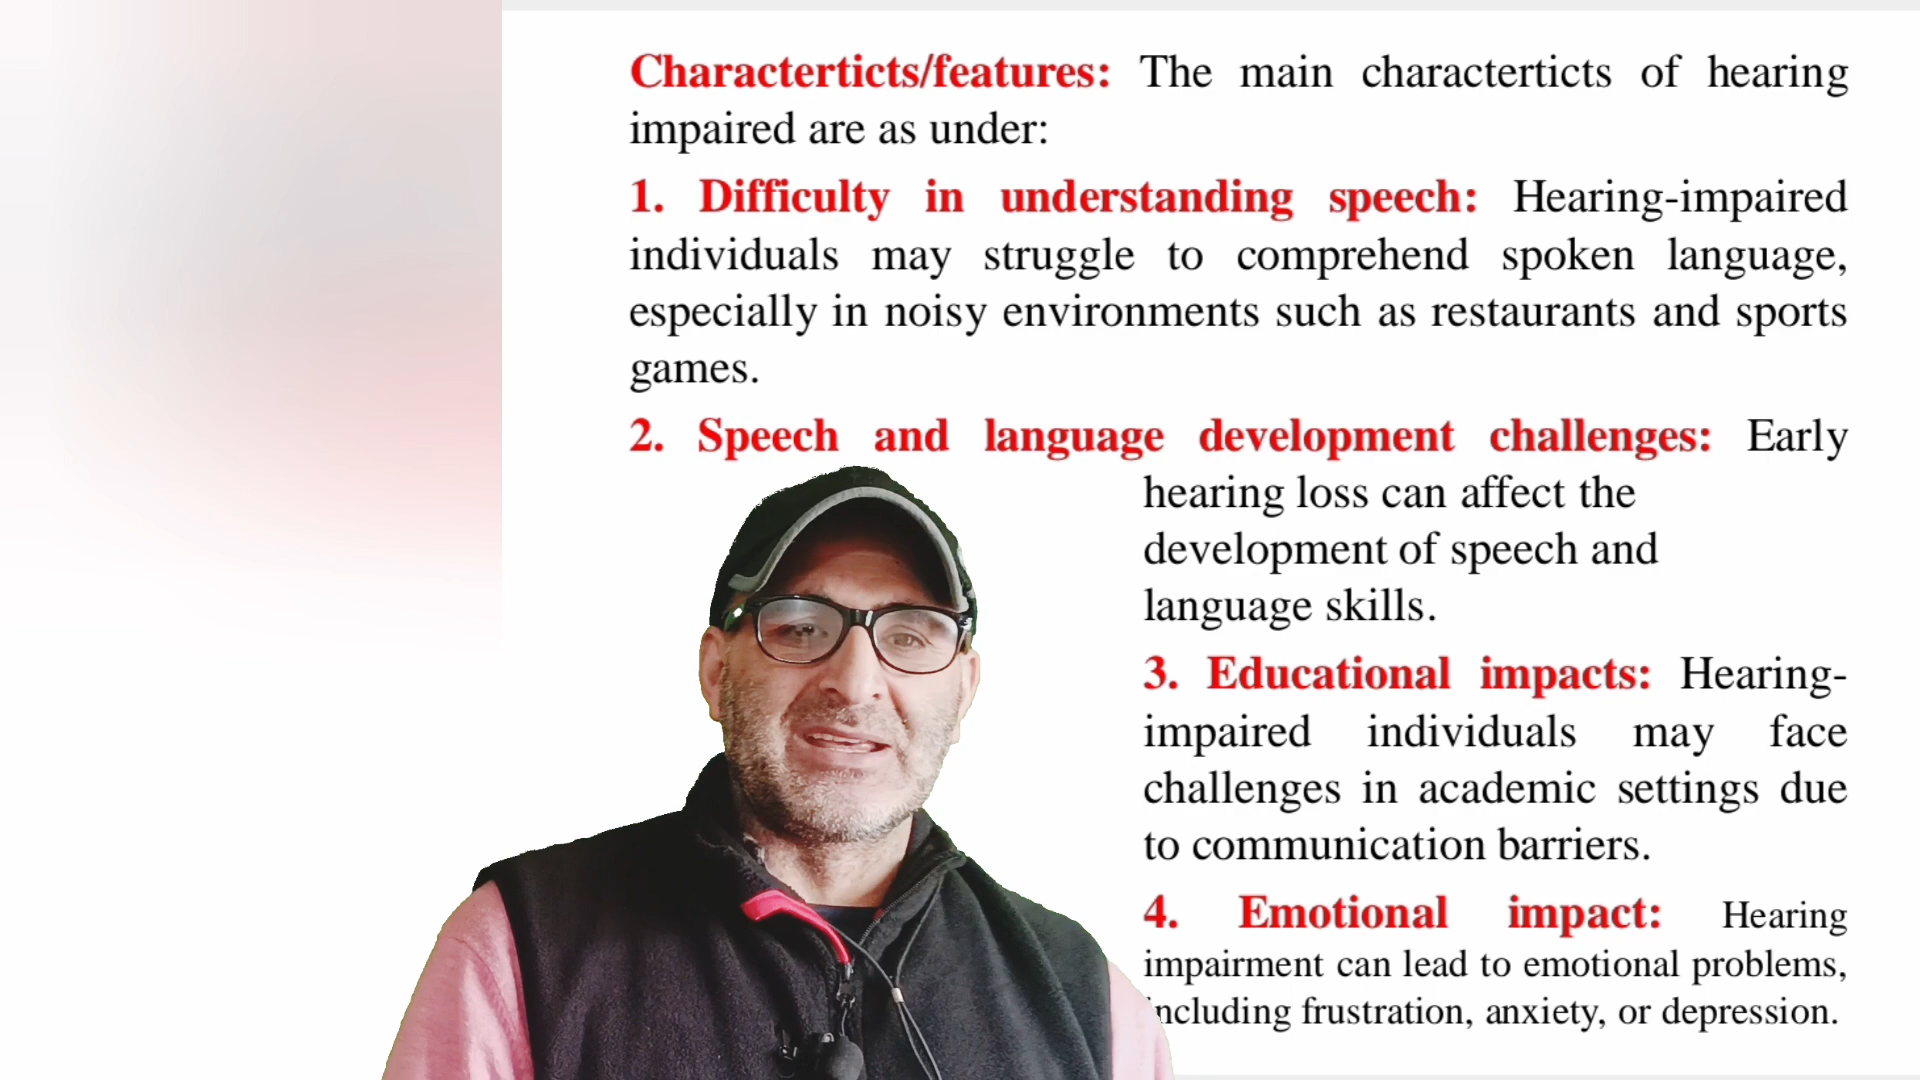 Characterticts/features: The main characterticts of hearing
impaired are as under:
1. Difficulty in understanding speech: Hearing-impaired
individuals may struggle to comprehend spoken language,
especially in noisy environments such as restaurants and sports
games.
2. Speech and language development challenges: Early
hearing loss can affect the
development of speech and
language skills.
3. Educational impacts: Hearing-
impaired individuals may face
challenges in academic settings due
to communication barriers.
4. Emotional impact: Hearing
impairment can lead to emotional problems,
including frustration, anxiety, or depression.